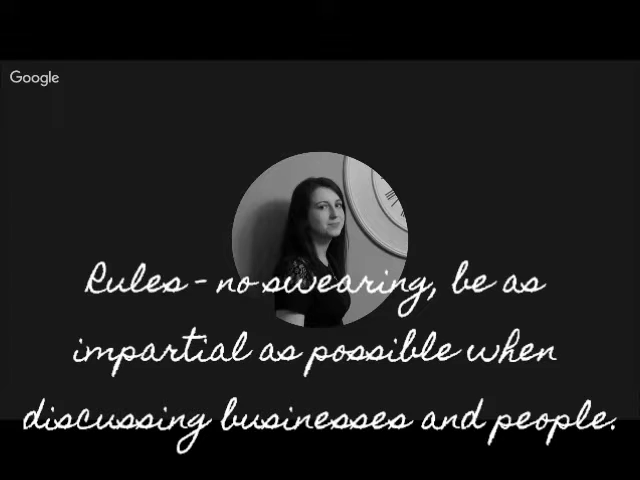 Google
Rules - no swearing, be as
impartial as possible when
discussing businesses and people.